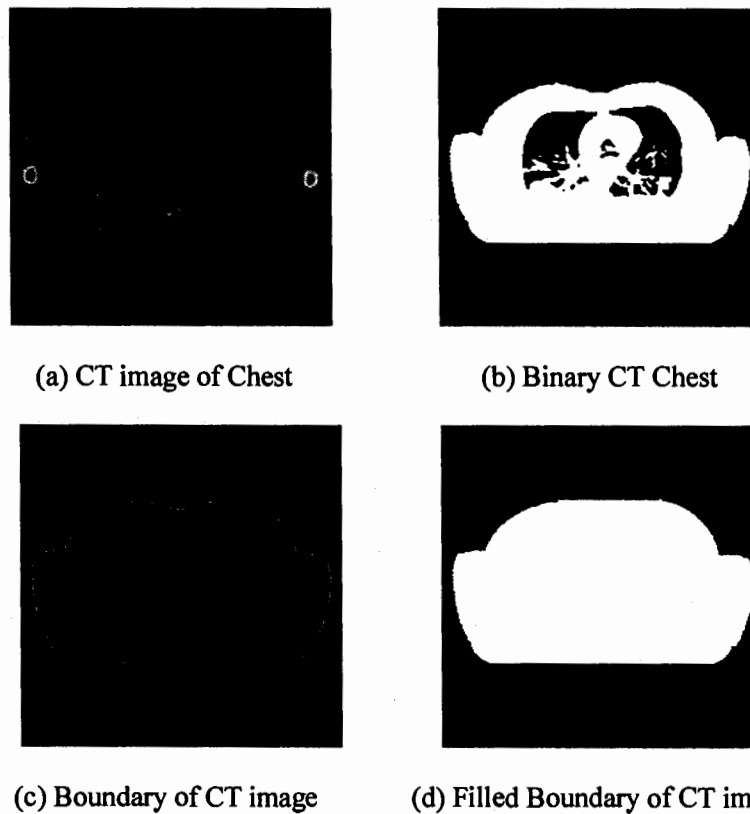 (a) CT image of Chest
(b) Binary CT Chest
(c) Boundary of CT image
(d) Filled Boundary of CT im